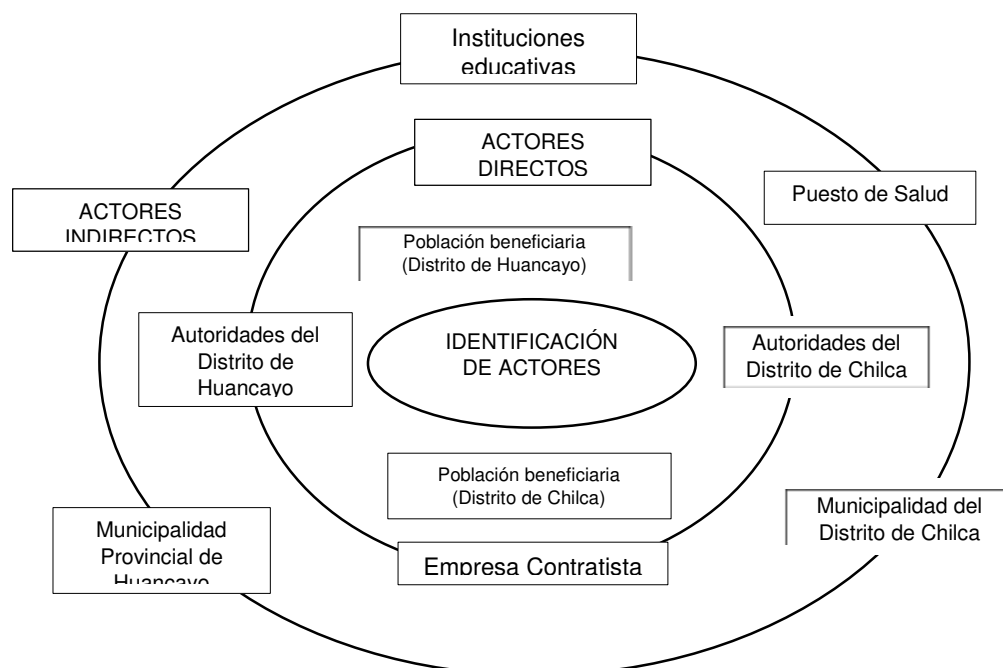 Instituciones
educativas
ACTORES
DIRECTOS
Puesto de Salud
ACTORES
INDIRECTOS
Población beneficiaria
(Distrito de Huancayo)
Autoridades del
Distrito de
Huancayo
IDENTIFICACIÓN
DE ACTORES
Autoridades del
Distrito de Chilca
Población beneficiaria
(Distrito de Chilca)
Municipalidad
Provincial de
Huancayo
Municipalidad del
Distrito de Chilca
Empresa Contratista